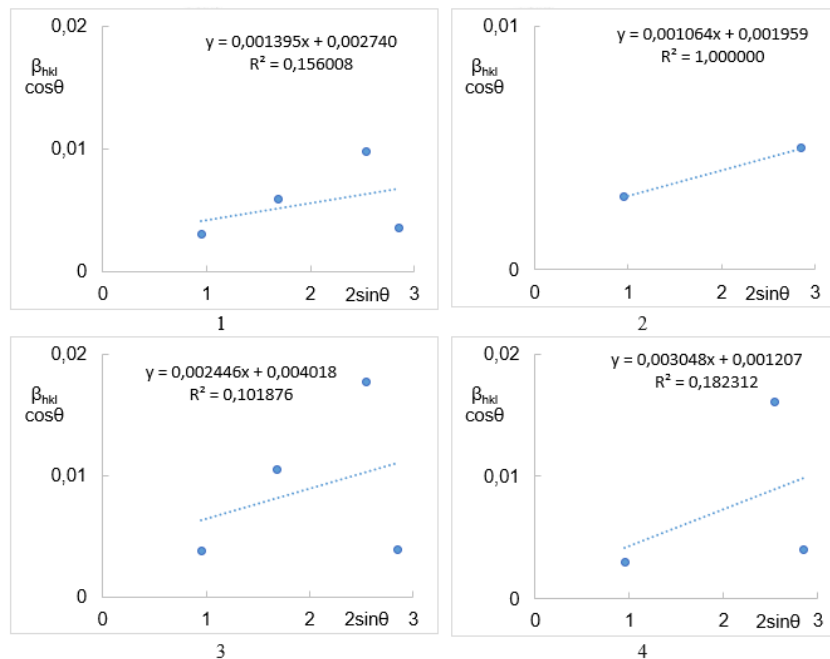 0,02
y = 0,001395x + 0,002740
R² = 0,156008
βhkl
cosθ
0,01
0
0 1 2 2sinθ 3
1
0,01
y = 0,001064x + 0,001959
R² = 1,000000
βhkl
cosθ
0
0 1 2 2sinθ 3
2
0,02
y = 0,002446x + 0,004018
R² = 0,101876
βhkl
cosθ
0,01
0
0 1 2sinθ 3
3
0,02
y = 0,003048x + 0,001207
R² = 0,182312
βhkl
cosθ
0,01
0
0 1 2 2sinθ 3
4